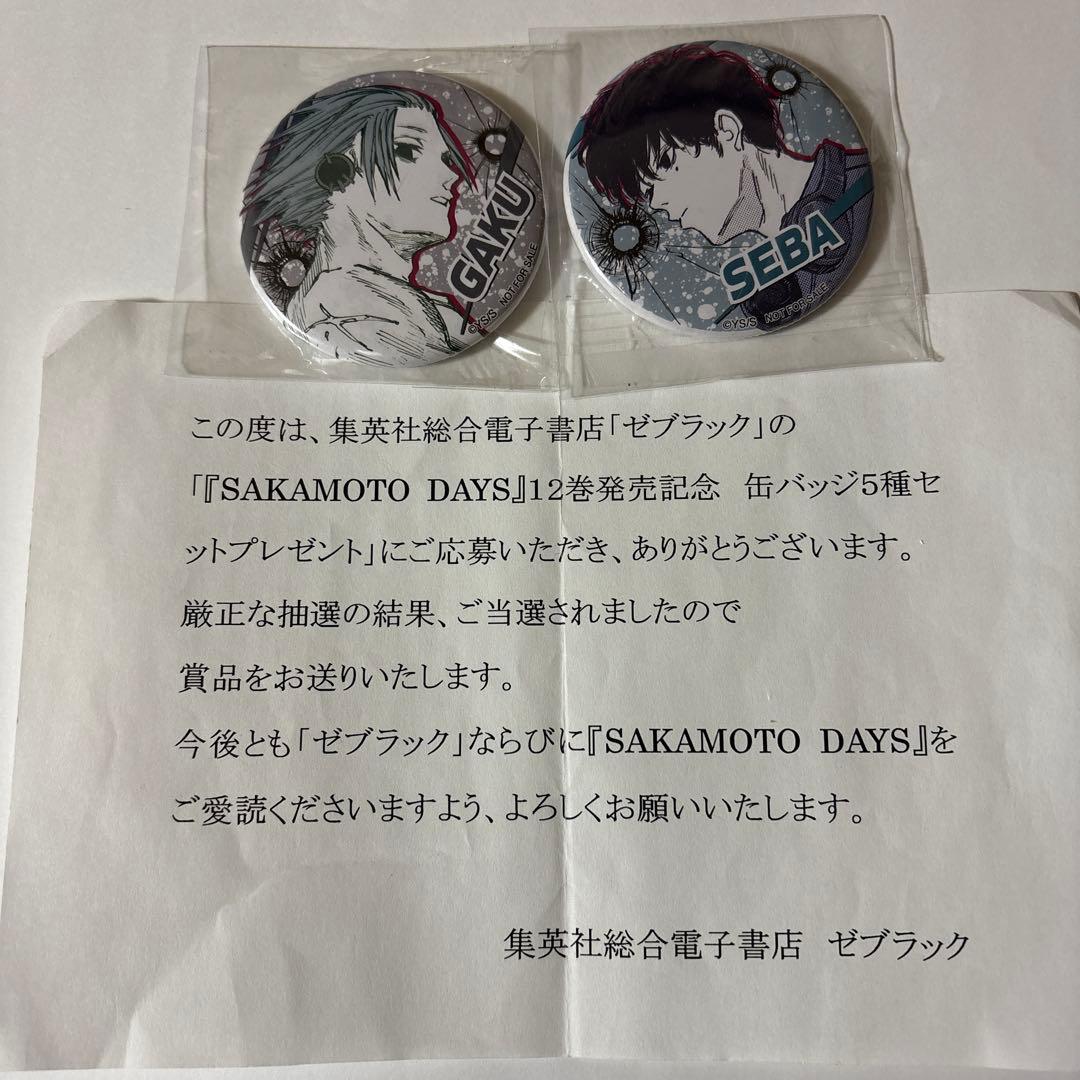 GAKU
©YS/S NOT FOR SALE
SEBA
©YS/S NOT FOR SALE
この度は、集英社総合電子書店「ゼブラック」の
「『SAKAMOTO DAYS』12巻発売記念　缶バッジ5種セ
ットプレゼント」にご応募いただき、ありがとうございます。
厳正な抽選の結果、ご当選されましたので
賞品をお送りいたします。
今後とも「ゼブラック」ならびに『SAKAMOTO DAYS』を
ご愛読くださいますよう、よろしくお願いいたします。
集英社総合電子書店　ゼブラック